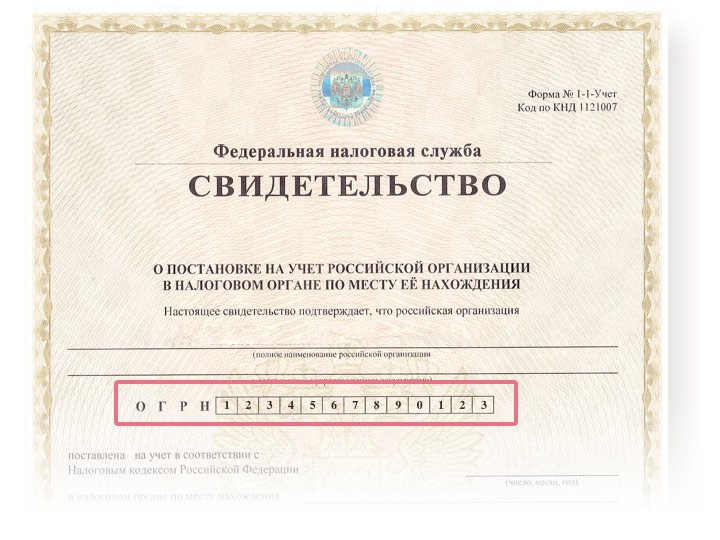 Форма № 1-1-Учет
Код по КНД 1121007
Федеральная налоговая служба
СВИДЕТЕЛЬСТВО
О ПОСТАНОВКЕ НА УЧЕТ РОССИЙСКОЙ ОРГАНИЗАЦИИ
В НАЛОГОВОМ ОРГАНЕ ПО МЕСТУ ЕЁ НАХОЖДЕНИЯ
Настоящее свидетельство подтверждает, что российская организация
(полное наименование российской организации
О Г Р Н 1 2 3 4 5 6 7 8 9 0 1 2 3
поставлена на учет в соответствии с
Налоговым кодексом Российской Федерации
(число, месяц, год)
в налоговом органе по месту нахождения